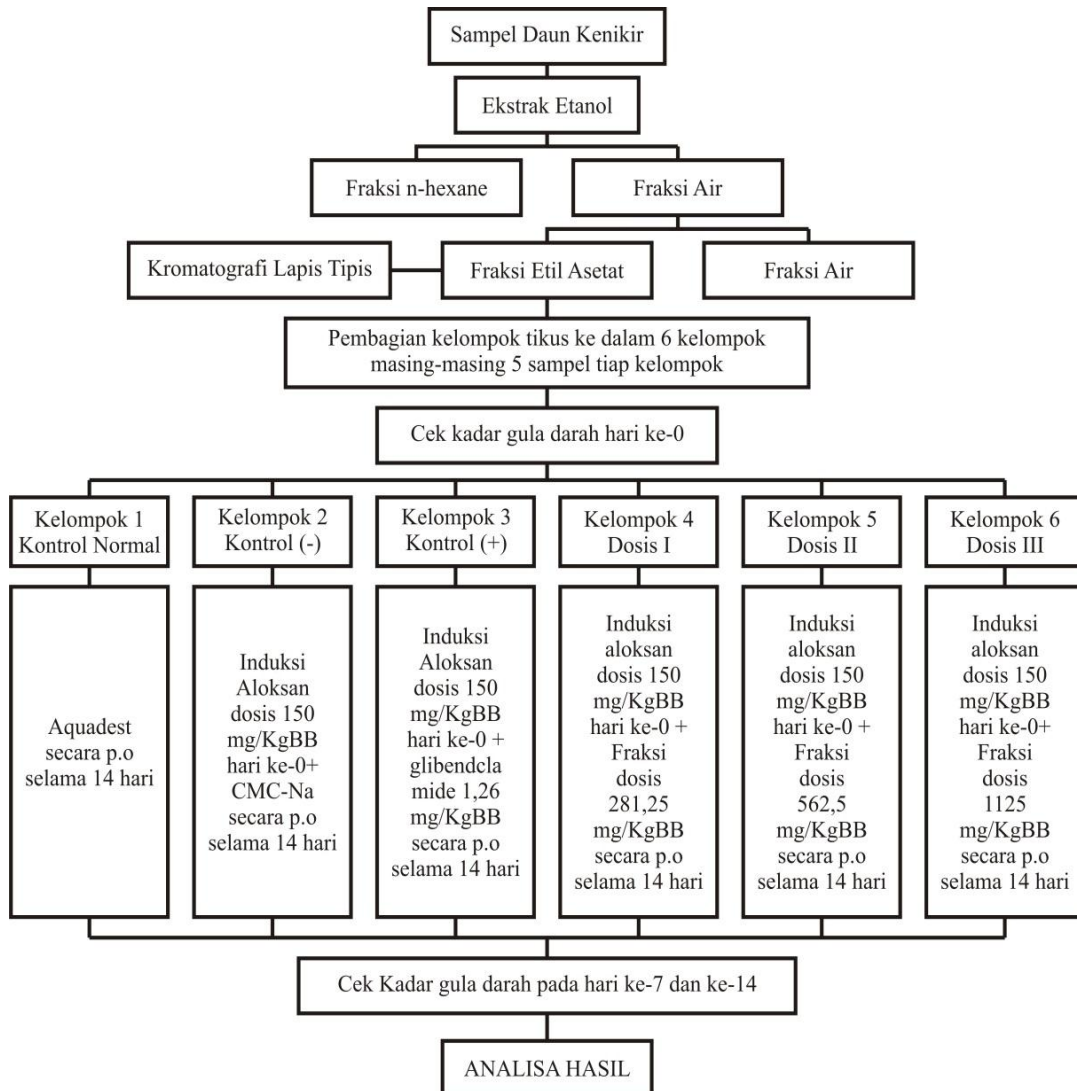 Sampel Daun Kenikir
Ekstrak Etanol
Fraksi n-hexane
Fraksi Air
Kromatografi Lapis Tipis
Fraksi Etil Asetat
Fraksi Air
Pembagian kelompok tikus ke dalam 6 kelompok
masing-masing 5 sampel tiap kelompok
Cek kadar gula darah hari ke-0
Kelompok 1
Kontrol Normal
Kelompok 2
Kontrol (-)
Kelompok 3
Kontrol (+)
Kelompok 4
Dosis I
Kelompok 5
Dosis II
Kelompok 6
Dosis III
Aquadest
secara p.o
selama 14 hari
Induksi
Aloksan
dosis 150
mg/KgBB
hari ke-0+
CMC-Na
secara p.o
selama 14 hari
Induksi
Aloksan
dosis 150
mg/KgBB
hari ke-0 +
glibendcla
mide 1,26
mg/KgBB
secara p.o
selama 14 hari
Induksi
aloksan
dosis 150
mg/KgBB
hari ke-0 +
Fraksi
dosis
281,25
mg/KgBB
secara p.o
selama 14 hari
Induksi
aloksan
dosis 150
mg/KgBB
hari ke-0 +
Fraksi
dosis
562,5
mg/KgBB
secara p.o
selama 14 hari
Induksi
aloksan
dosis 150
mg/KgBB
hari ke-0+
Fraksi
dosis
1125
mg/KgBB
secara p.o
selama 14 hari
Cek Kadar gula darah pada hari ke-7 dan ke-14
ANALISA HASIL